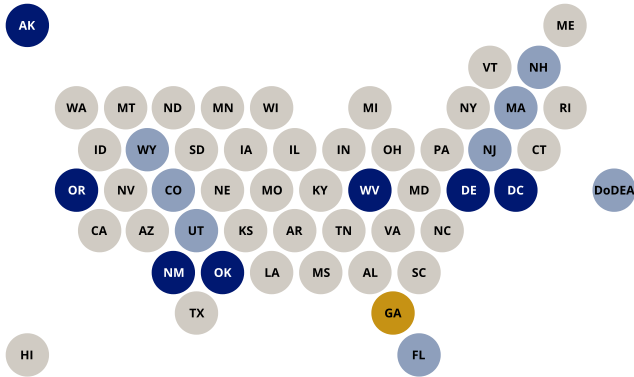 AK ME
VT NH
WA MT ND MN WI MI NY MA RI
ID WY SD IA IL IN OH PA NJ CT
OR NV CO NE MO KY WV MD DE DC DoDEA
CA AZ UT KS AR TN VA NC
NM OK LA MS AL SC
TX GA
HI FL